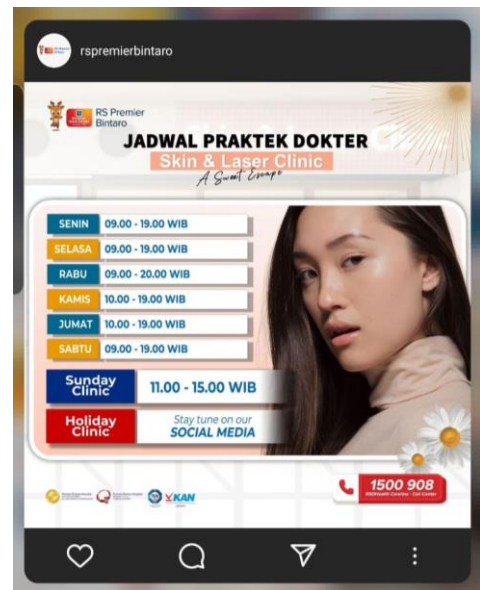 rspremierbintaro
RS Premier
Bintaro
JADWAL PRAKTEK DOKTER
Skin & Laser Clinic
A Sweet Escape
SENIN 09.00 - 19.00 WIB
SELASA 09.00 - 19.00 WIB
RABU 09.00 - 20.00 WIB
KAMIS 10.00 - 19.00 WIB
JUMAT 10.00 - 19.00 WIB
SABTU 09.00 - 19.00 WIB
Sunday
Clinic
11.00 - 15.00 WIB
Holiday
Clinic
Stay tune on our
SOCIAL MEDIA
KAN
1500 908